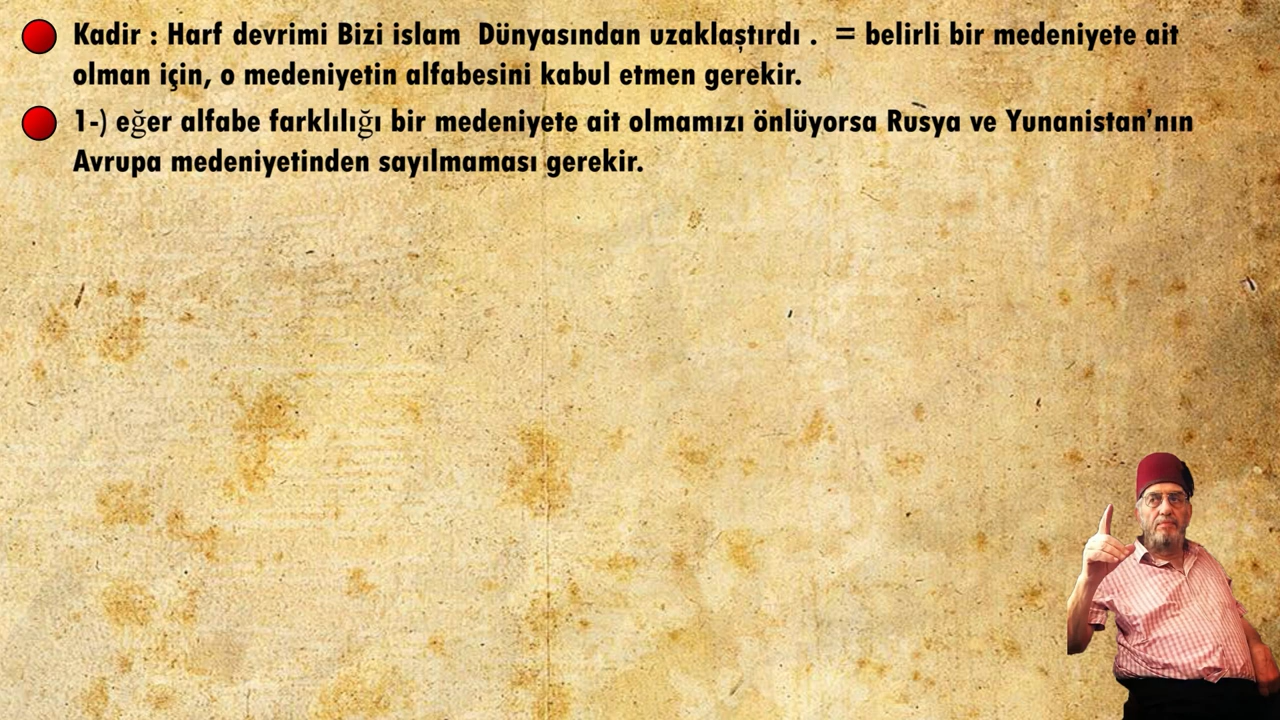 Kadir : Harf devrimi Bizi islam  Dünyasından uzaklaştırdı .  = belirli bir medeniyete ait
olman için, o medeniyetin alfabesini kabul etmen gerekir.
1-) eğer alfabe farklılığı bir medeniyete ait olmamızı önlüyorsa Rusya ve Yunanistan’nın
Avrupa medeniyetinden sayılmaması gerekir.